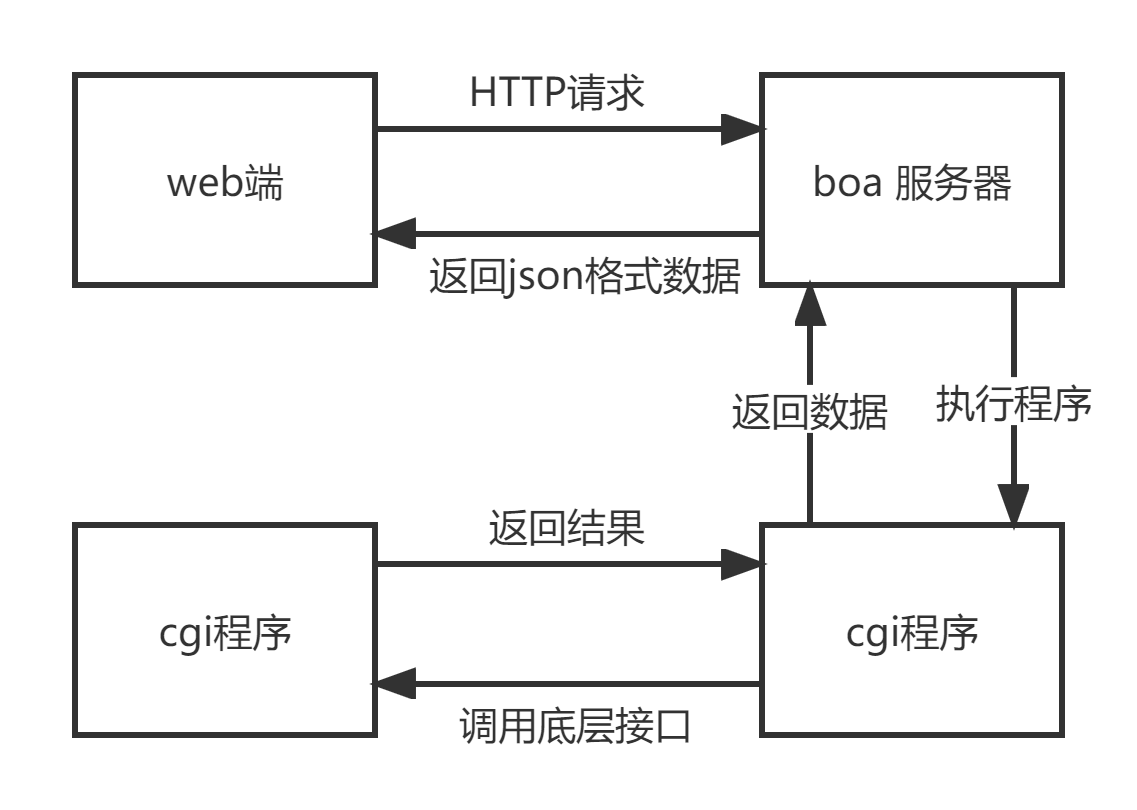 HTTP请求
web端
boa 服务器
返回json格式数据
返回数据
执行程序
返回结果
cgi程序
cgi程序
调用底层接口